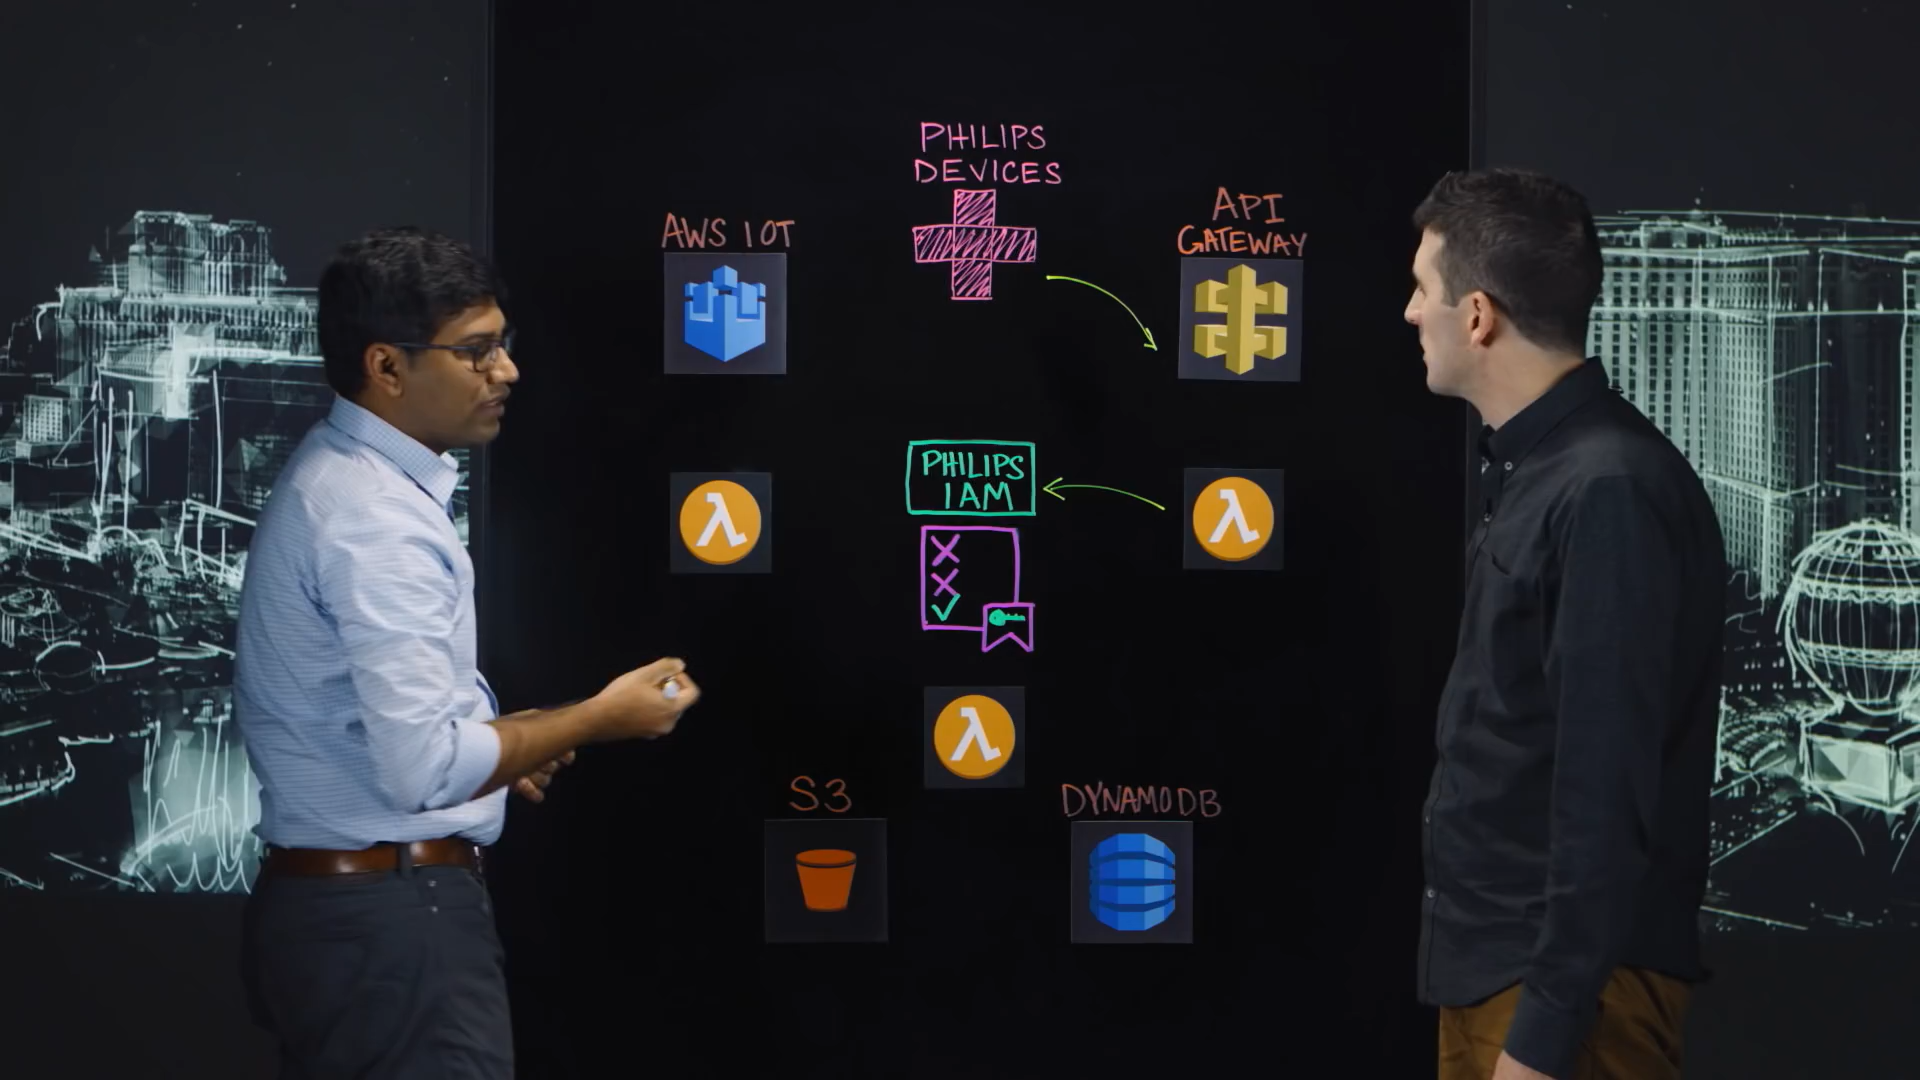 PHILIPS
DEVICES
AWS IOT
API
GATEWAY
PHILIPS
IAM
S3
DYNAMODB